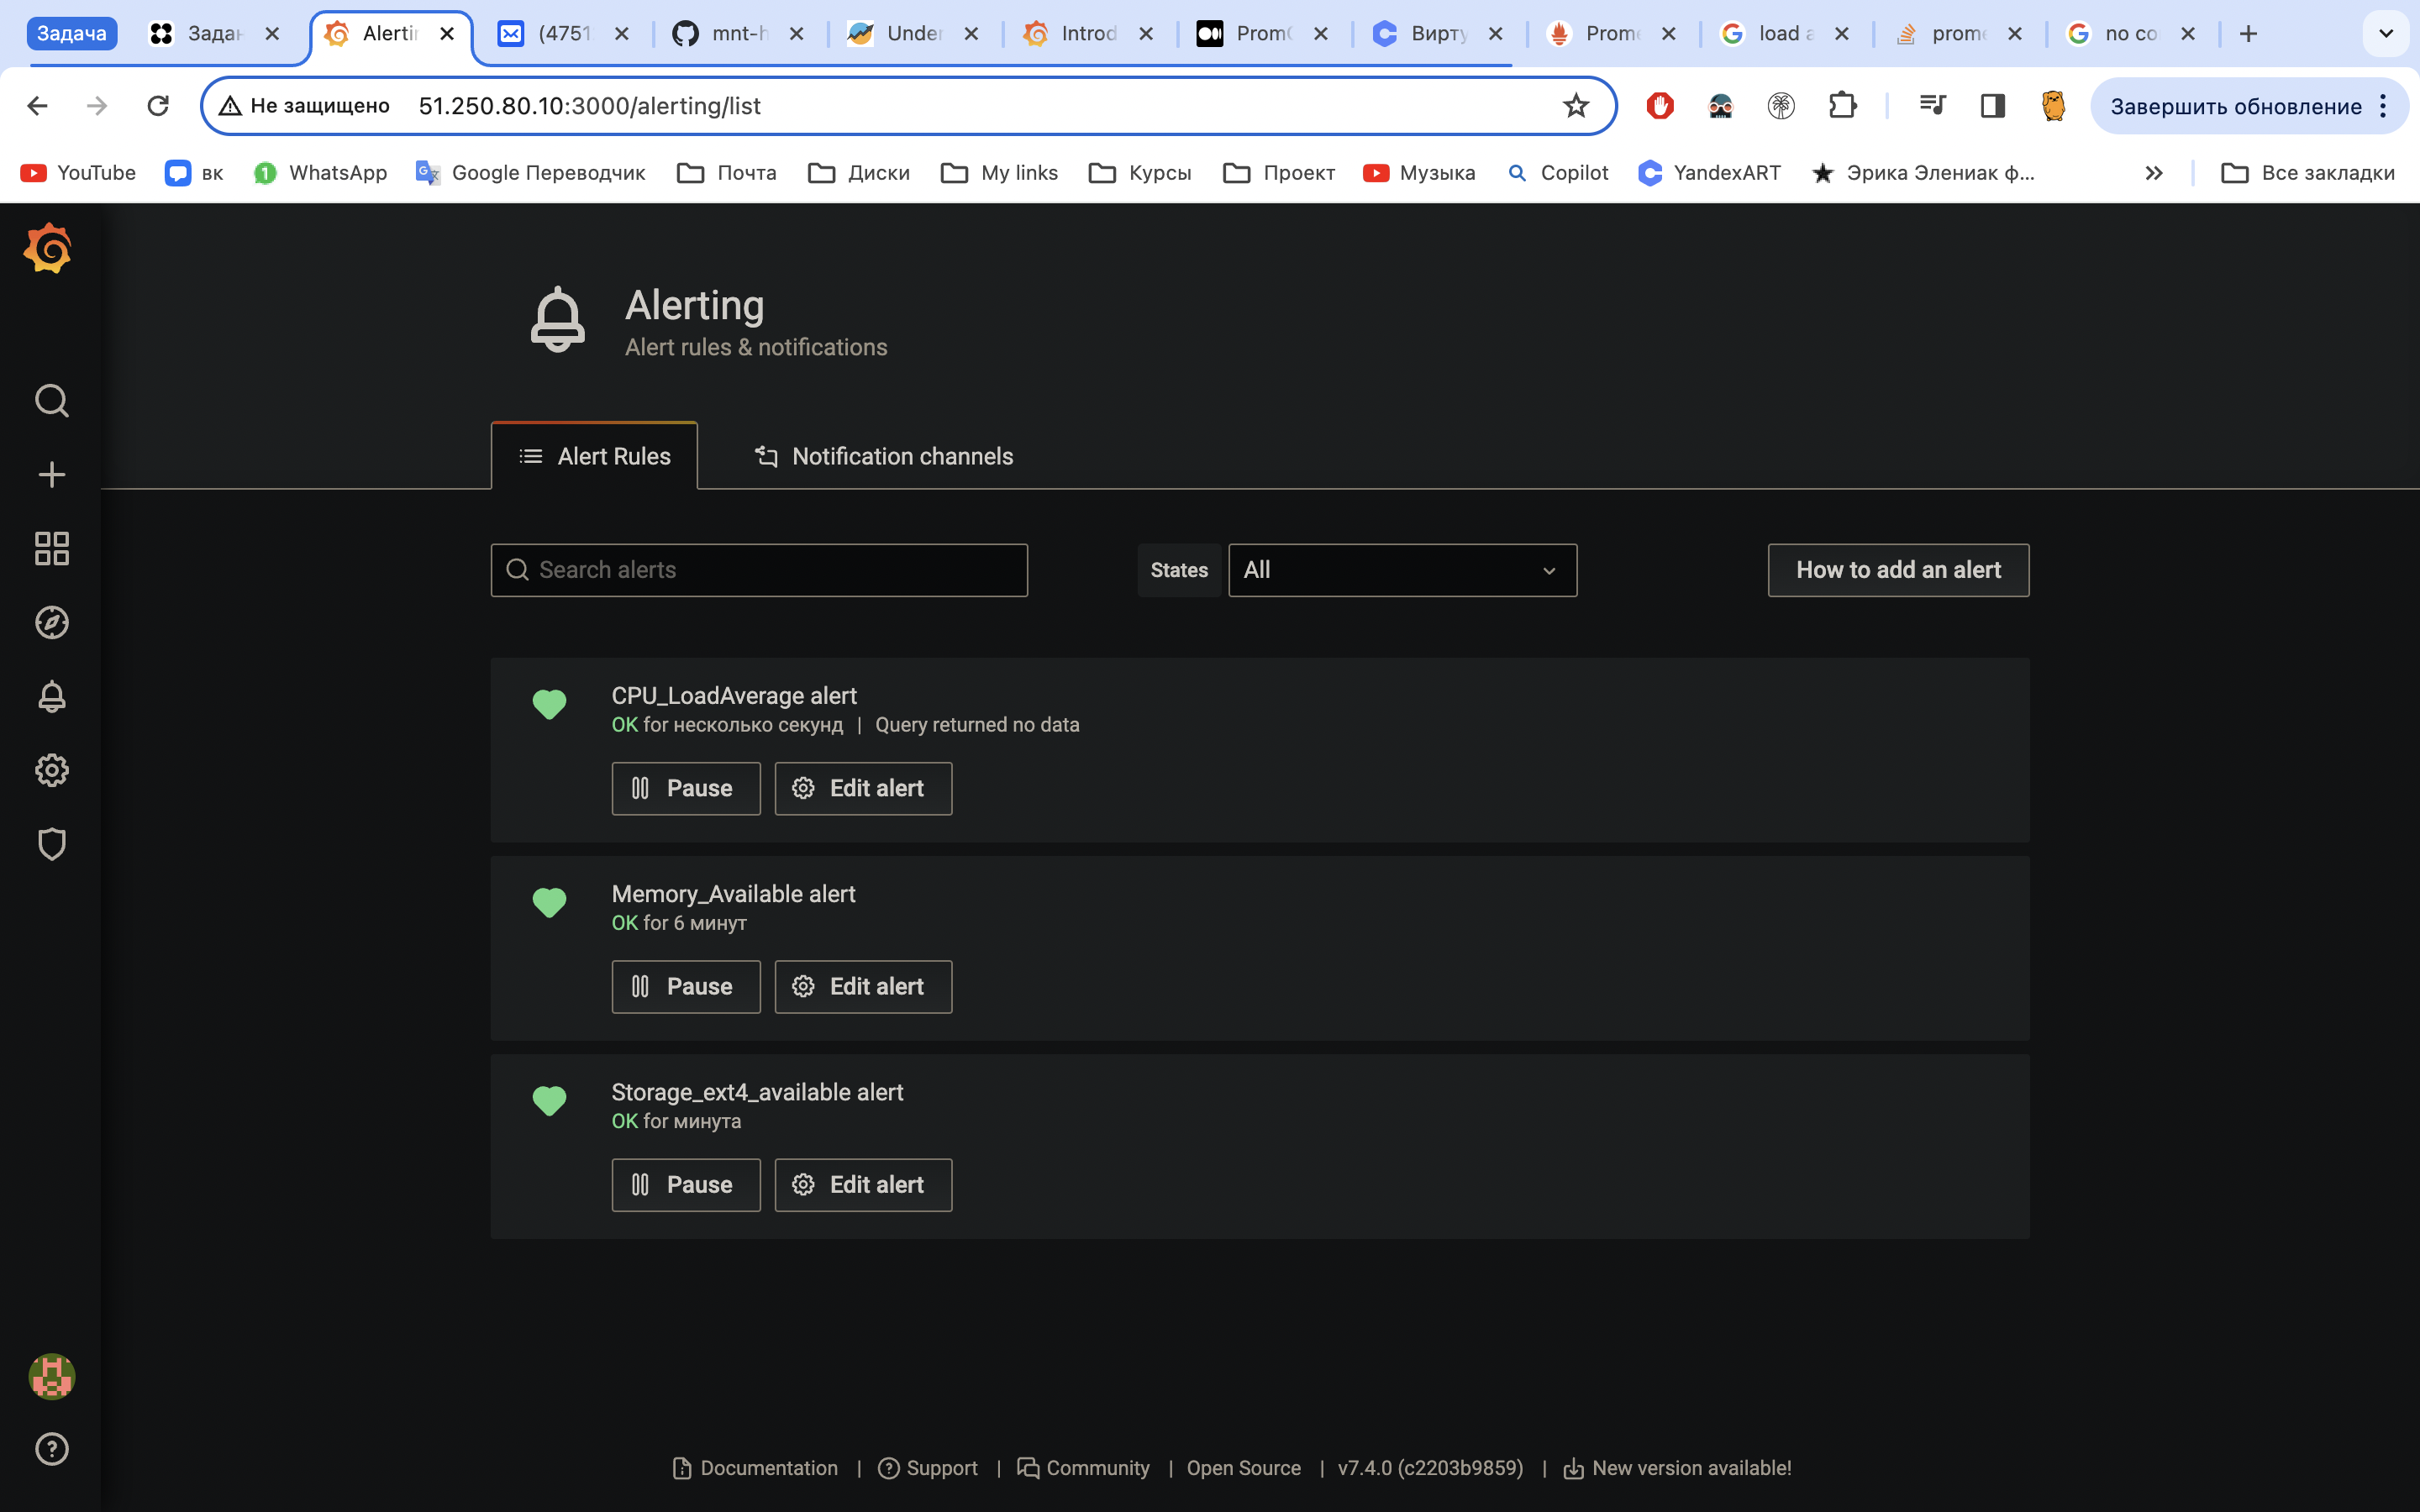 Задача
Задан
Alertin
(4751
mnt-h
Under
Introd
PromQ
Вирту
Prome
load a
prome
no co
Не защищено
51.250.80.10:3000/alerting/list
Завершить обновление
YouTube
вк
1
WhatsApp
Google Переводчик
Почта
Диски
My links
Курсы
Проект
Музыка
Copilot
YandexART
Эрика Элениак ф...
Все закладки
Alerting
Alert rules & notifications
Alert Rules
Notification channels
Search alerts
States
All
How to add an alert
CPU_LoadAverage alert
OK for несколько секунд | Query returned no data
Pause
Edit alert
Memory_Available alert
OK for 6 минут
Pause
Edit alert
Storage_ext4_available alert
OK for минута
Pause
Edit alert
Documentation | Support | Community | Open Source | v7.4.0 (c2203b9859) | New version available!